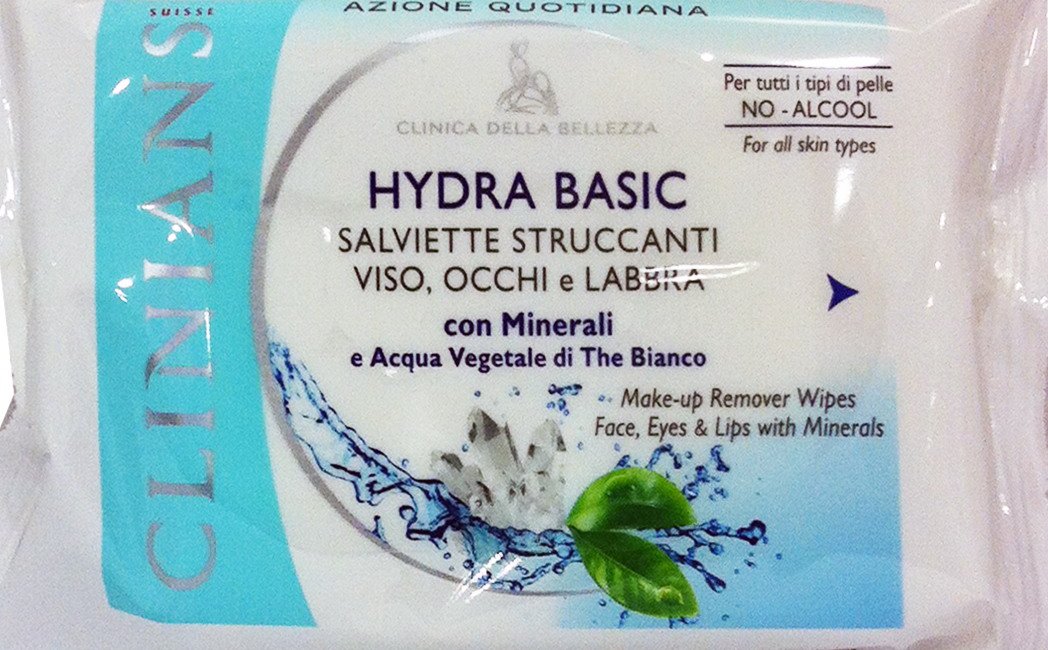 SUISSE
CLINIANS
AZIONE QUOTIDIANA
CLINICA DELLA BELLEZZA
Per tutti i tipi di pelle
NO - ALCOOL
For all skin types
HYDRA BASIC
SALVIETTE STRUCCANTI
VISO, OCCHI e LABBRA
con Minerali
e Acqua Vegetale di The Bianco
Make-up Remover Wipes
Face, Eyes & Lips with Minerals